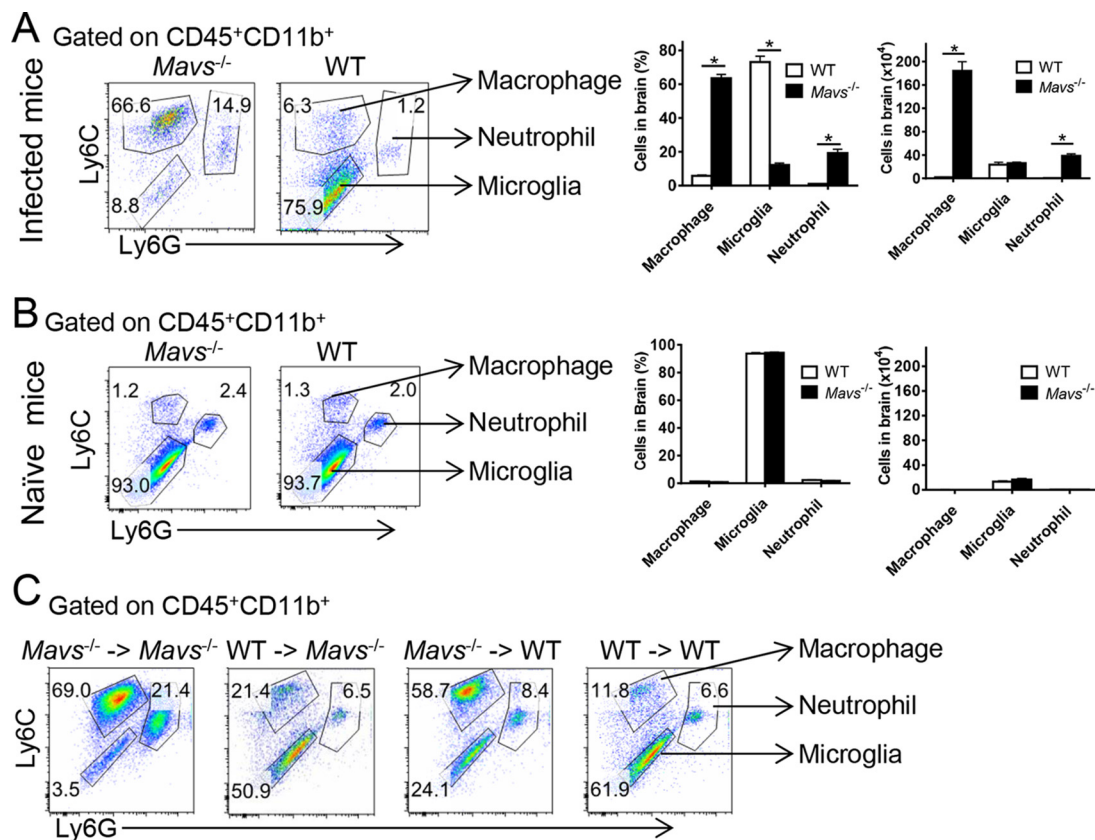 A Gated on CD45⁺CD11b⁺
Infected mice
Mavs⁻/⁻ WT
66.6 14.9 8.8
6.3 1.2 75.9
Macrophage
Neutrophil
Microglia
Ly6C
Ly6G
Cells in brain (%)
80
60
40
20
0
* * *
WT
Mavs⁻/⁻
Macrophage Microglia Neutrophil
Cells in brain (x10⁴)
200
160
120
80
40
0
* *
WT
Mavs⁻/⁻
Macrophage Microglia Neutrophil
B Gated on CD45⁺CD11b⁺
Naïve mice
Mavs⁻/⁻ WT
1.2 2.4 93.0
1.3 2.0 93.7
Macrophage
Neutrophil
Microglia
Ly6C
Ly6G
Cells in Brain (%)
100
80
60
40
20
0
WT
Mavs⁻/⁻
Macrophage Microglia Neutrophil
Cells in brain (x10⁴)
200
160
120
80
40
0
WT
Mavs⁻/⁻
Macrophage Microglia Neutrophil
C Gated on CD45⁺CD11b⁺
Mavs⁻/⁻ -> Mavs⁻/⁻ WT -> Mavs⁻/⁻ Mavs⁻/⁻ -> WT WT -> WT
69.0 21.4 3.5
21.4 6.5 50.9
58.7 8.4 24.1
11.8 6.6 61.9
Macrophage
Neutrophil
Microglia
Ly6C
Ly6G